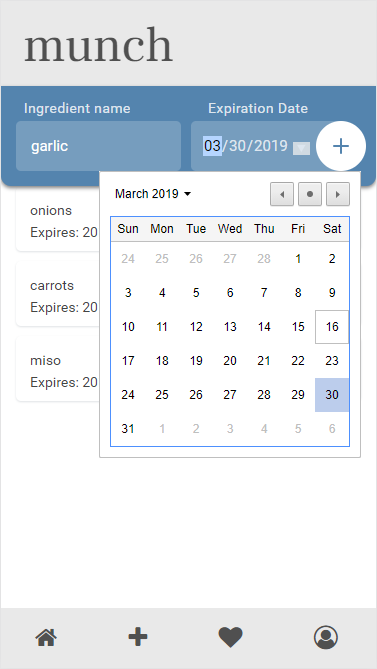 munch
Ingredient name Expiration Date
garlic 03/30/2019
March 2019
onions
Expires: 20
carrots
Expires: 20
miso
Expires: 20
Sun Mon Tue Wed Thu Fri Sat
24 25 26 27 28 1 2
3 4 5 6 7 8 9
10 11 12 13 14 15 16
17 18 19 20 21 22 23
24 25 26 27 28 29 30
31 1 2 3 4 5 6